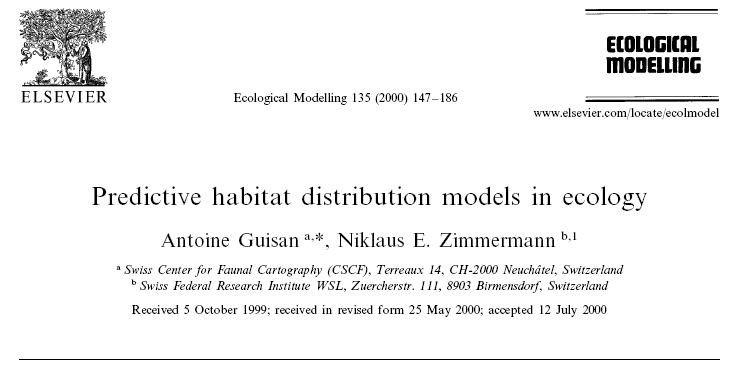 ELSEVIER
Ecological Modelling 135 (2000) 147–186
ECOLOGICAL
MODELLING
www.elsevier.com/locate/ecolmodel
Predictive habitat distribution models in ecology
Antoine Guisan a,*, Niklaus E. Zimmermann b,1
a Swiss Center for Faunal Cartography (CSCF), Terreaux 14, CH-2000 Neuchâtel, Switzerland
b Swiss Federal Research Institute WSL, Zuercherstr. 111, 8903 Birmensdorf, Switzerland
Received 5 October 1999; received in revised form 25 May 2000; accepted 12 July 2000